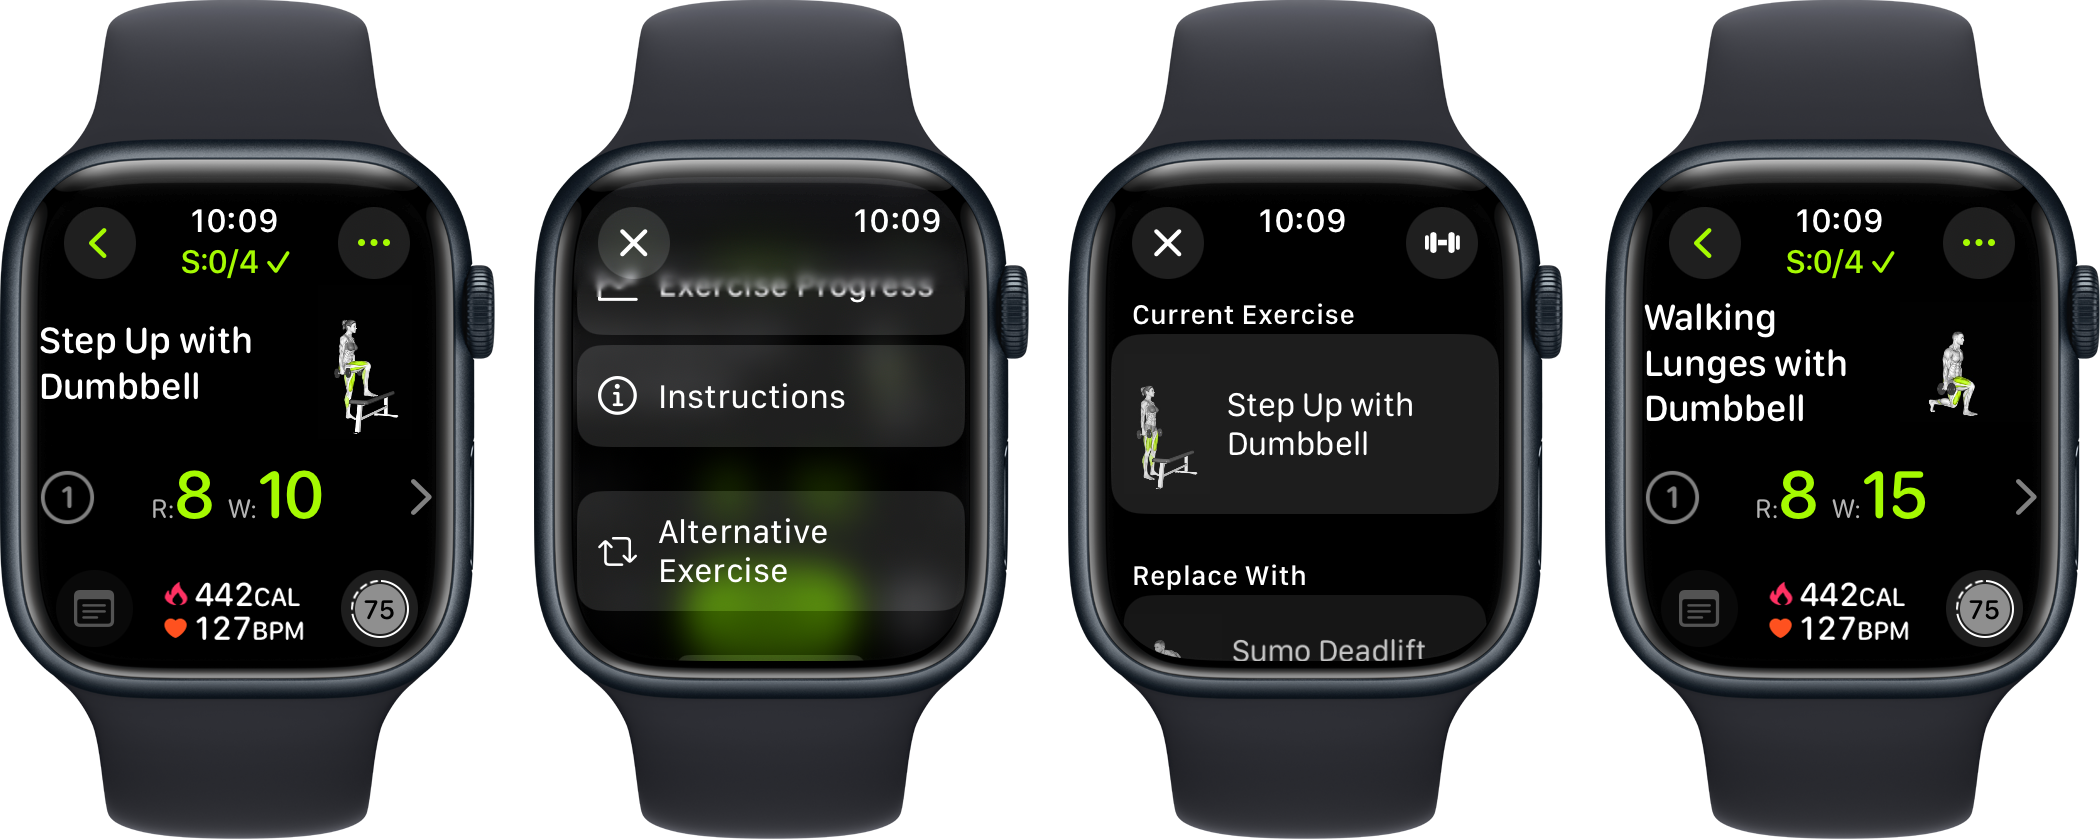 10:09
S:0/4 ✓
Step Up with
Dumbbell
1 R:8 W:10
442CAL
127BPM
75
10:09
Exercise Progress
Instructions
Alternative
Exercise
10:09
Current Exercise
Step Up with
Dumbbell
Replace With
Sumo Deadlift
10:09
S:0/4 ✓
Walking
Lunges with
Dumbbell
1 R:8 W:15
442CAL
127BPM
75